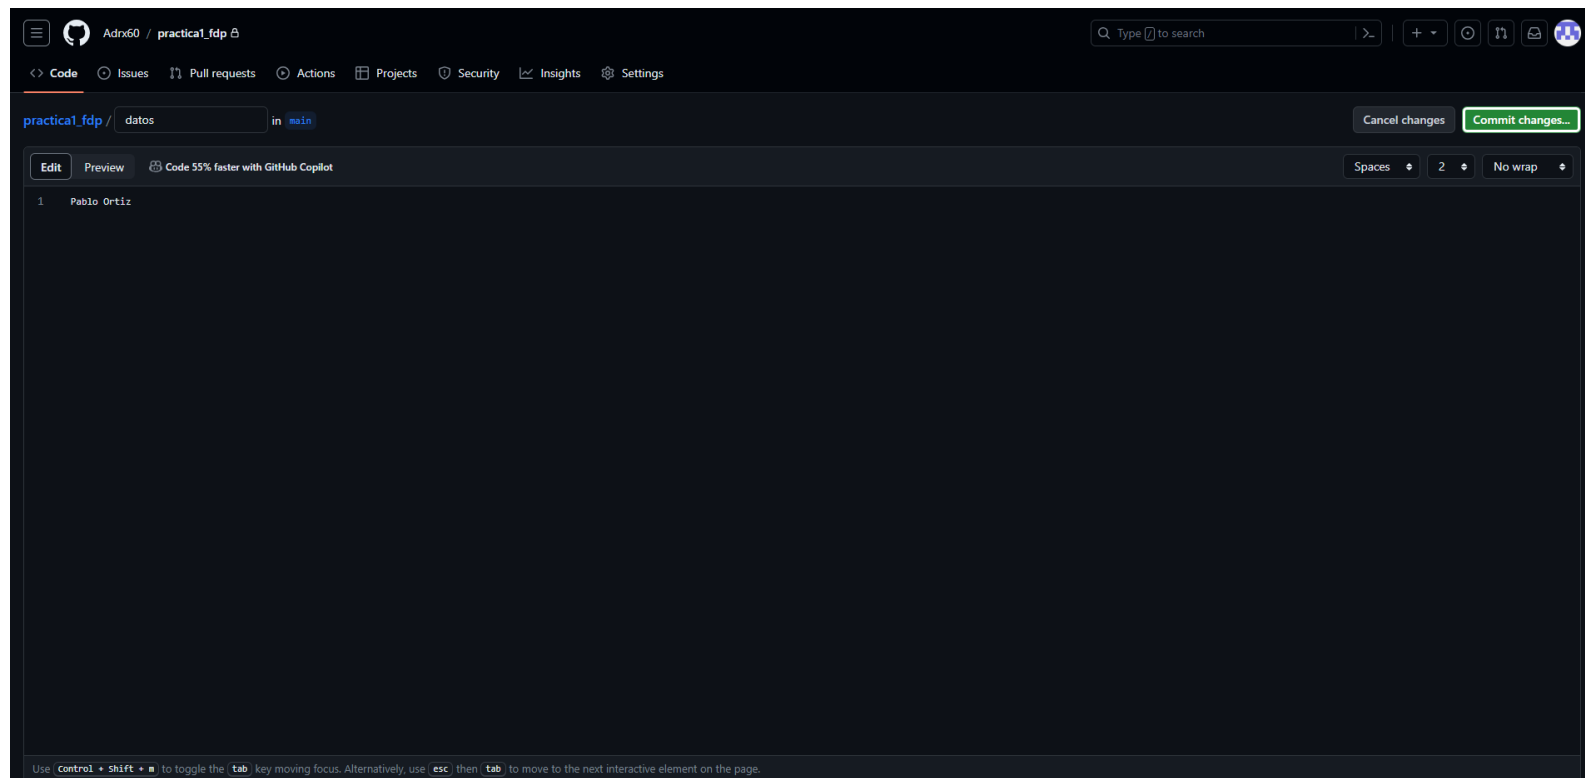 Adrx60 / practica1_fdp
Type / to search
Code Issues Pull requests Actions Projects Security Insights Settings
practica1_fdp / datos in main
Cancel changes Commit changes...
Edit Preview Code 55% faster with GitHub Copilot
Spaces 2 No wrap
1 Pablo Ortiz
Use Control + Shift + m to toggle the tab key moving focus. Alternatively, use esc then tab to move to the next interactive element on the page.